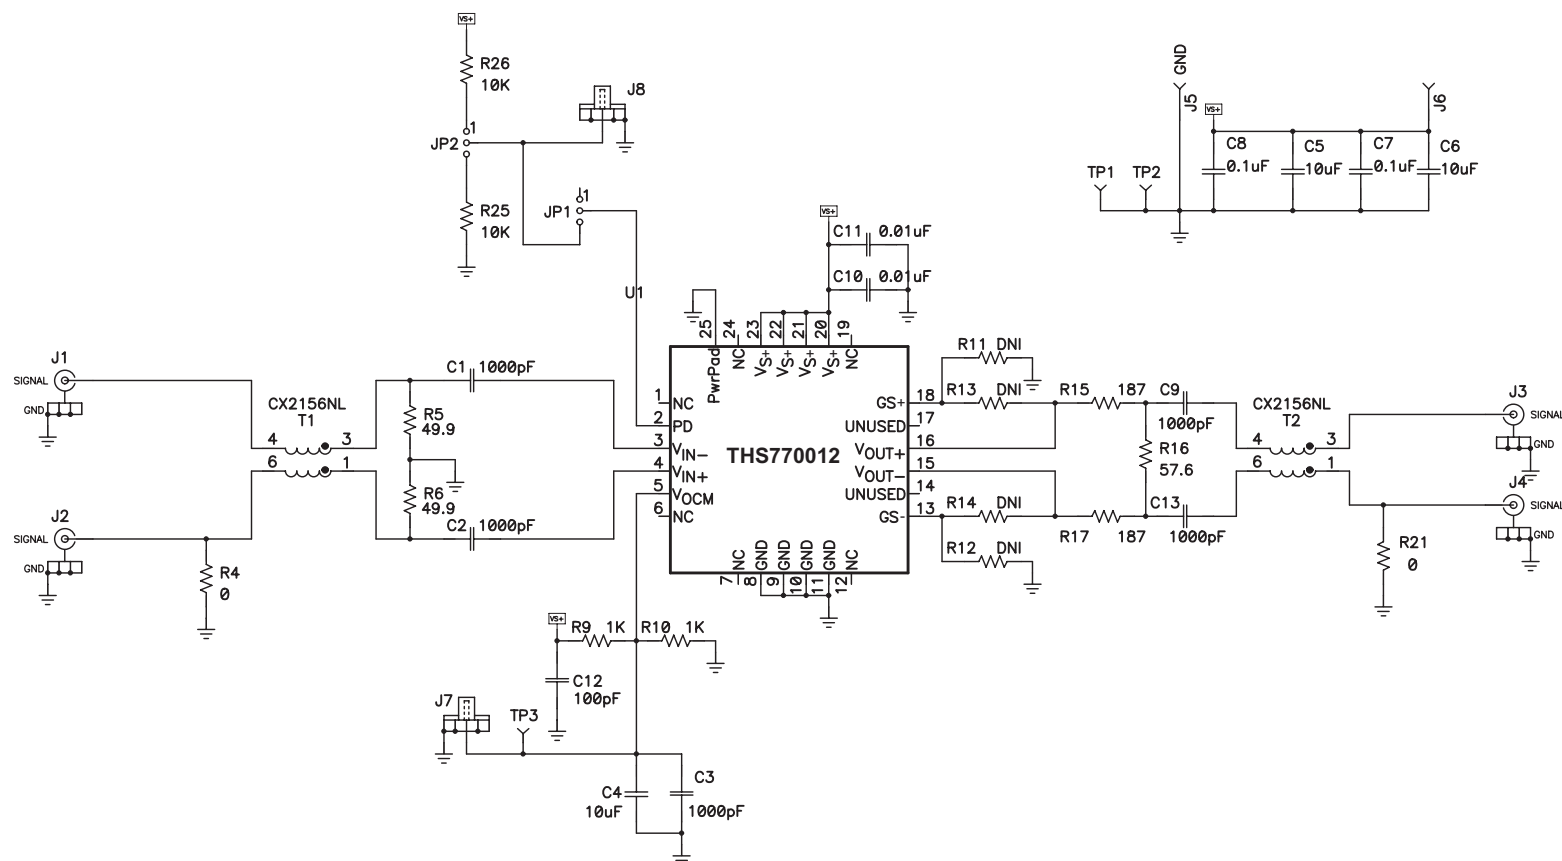 VS+
R26
10K
J8
1
JP2
R25
10K
1
JP1
GND
J5
J6
VS+
C8
0.1uF
C5
10uF
C7
0.1uF
C6
10uF
TP1
TP2
VS+
C11 0.01uF
C10 0.01uF
U1
25
24
23
22
21
20
19
PwrPad
NC
VS+
VS+
VS+
VS+
NC
J1
SIGNAL
GND
CX2156NL
T1
4
3
6
1
J2
SIGNAL
GND
R4
0
R5
49.9
R6
49.9
C1 1000pF
C2 1000pF
1 NC
2 PD
3 VIN-
4 VIN+
5 VOCM
6 NC
THS770012
GS+ 18
UNUSED 17
VOUT+ 16
VOUT- 15
UNUSED 14
GS- 13
NC
GND
GND
GND
GND
NC
7
8
9
10
11
12
R11 DNI
R13 DNI
R15
187
R14 DNI
R12 DNI
R17 187
R16
57.6
C9
1000pF
C13
1000pF
CX2156NL
T2
4
3
6
1
J3
SIGNAL
GND
J4
SIGNAL
GND
R21
0
VS+
R9 1K
R10 1K
C12
100pF
J7
TP3
C4
10uF
C3
1000pF